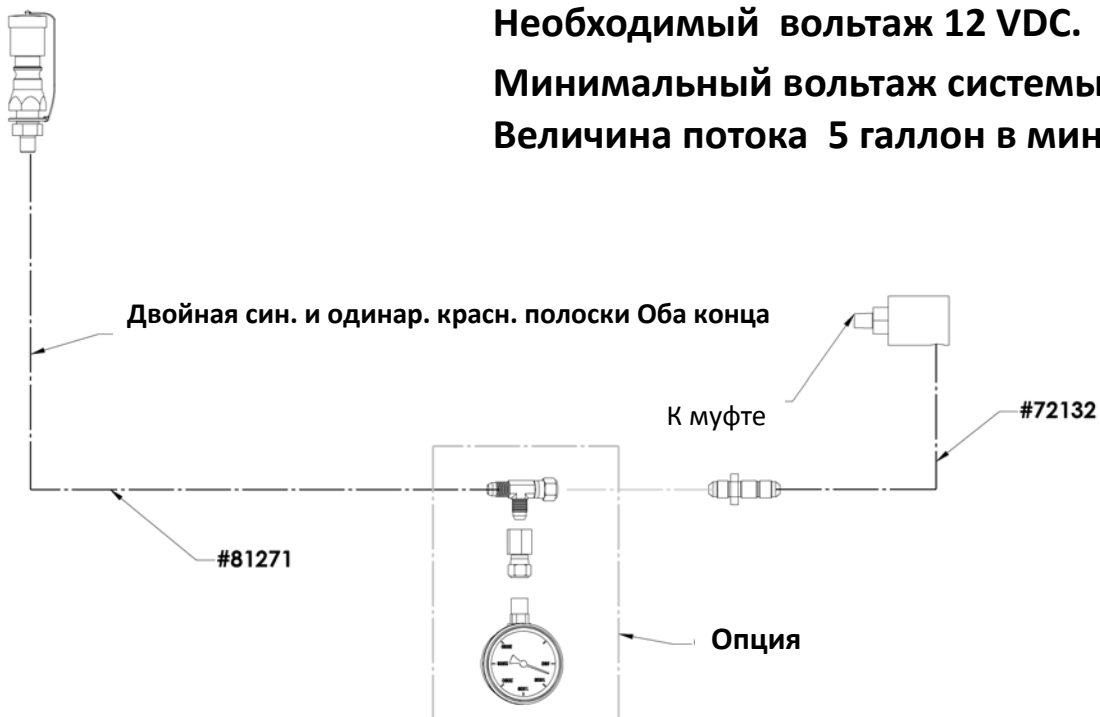 Необходимый вольтаж 12 VDC.
Минимальный вольтаж системы
Величина потока 5 галлон в мин
Двойная син. и одинар. красн. полоски Оба конца
К муфте
#72132
#81271
Опция